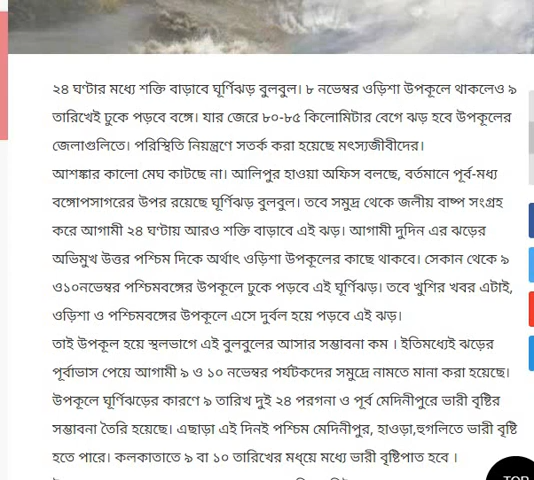 ২৪ ঘণ্টার মধ্যে শক্তি বাড়াবে ঘূর্ণিঝড় বুলবুল। ৮ নভেম্বর ওড়িশা উপকূলে থাকলেও ৯
তারিখেই ঢুকে পড়বে বঙ্গে। যার জেরে ৮০-৮৫ কিলোমিটার বেগে ঝড় হবে উপকূলের
জেলাগুলিতে। পরিস্থিতি নিয়ন্ত্রণে সতর্ক করা হয়েছে মৎস্যজীবীদের।
আশঙ্কার কালো মেঘ কাটছে না। আলিপুর হাওয়া অফিস বলছে, বর্তমানে পূর্ব-মধ্য
বঙ্গোপসাগরের উপর রয়েছে ঘূর্ণিঝড় বুলবুল। তবে সমুদ্র থেকে জলীয় বাষ্প সংগ্রহ
করে আগামী ২৪ ঘণ্টায় আরও শক্তি বাড়াবে এই ঝড়। আগামী দুদিন এর ঝড়ের
অভিমুখ উত্তর পশ্চিম দিকে অর্থাৎ ওড়িশা উপকূলের কাছে থাকবে। সেকান থেকে ৯
ও১০নভেম্বর পশ্চিমবঙ্গের উপকূলে ঢুকে পড়বে এই ঘূর্ণিঝড়। তবে খুশির খবর এটাই,
ওড়িশা ও পশ্চিমবঙ্গের উপকূলে এসে দুর্বল হয়ে পড়বে এই ঝড়।
তাই উপকূল হয়ে স্থলভাগে এই বুলবুলের আসার সম্ভাবনা কম । ইতিমধ্যেই ঝড়ের
পূর্বাভাস পেয়ে আগামী ৯ ও ১০ নভেম্বর পর্যটকদের সমুদ্রে নামতে মানা করা হয়েছে।
উপকূলে ঘূর্ণিঝড়ের কারণে ৯ তারিখ দুই ২৪ পরগনা ও পূর্ব মেদিনীপুরে ভারী বৃষ্টির
সম্ভাবনা তৈরি হয়েছে। এছাড়া এই দিনই পশ্চিম মেদিনীপুর, হাওড়া,হুগলিতে ভারী বৃষ্টি
হতে পারে। কলকাতাতে ৯ বা ১০ তারিখের মধ্য়ে মধ্যে ভারী বৃষ্টিপাত হবে ।
TOP